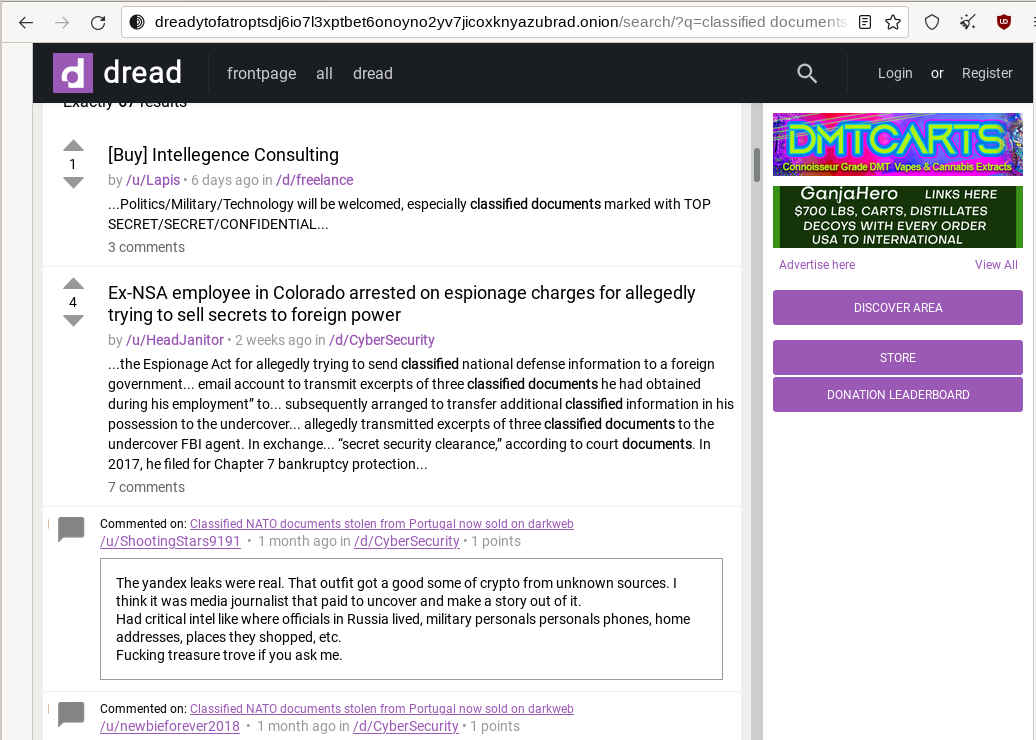 dreadytofatroptsdj6io7l3xptbet6onoyno2yv7jicoxknyazubrad.onion/search/?q=classified documents
d dread frontpage all dread Login or Register
Exactly 67 results
1
[Buy] Intellegence Consulting
by /u/Lapis • 6 days ago in /d/freelance
...Politics/Military/Technology will be welcomed, especially classified documents marked with TOP
SECRET/SECRET/CONFIDENTIAL...
3 comments
4
Ex-NSA employee in Colorado arrested on espionage charges for allegedly
trying to sell secrets to foreign power
by /u/HeadJanitor • 2 weeks ago in /d/CyberSecurity
...the Espionage Act for allegedly trying to send classified national defense information to a foreign
government... email account to transmit excerpts of three classified documents he had obtained
during his employment” to... subsequently arranged to transfer additional classified information in his
possession to the undercover... allegedly transmitted excerpts of three classified documents to the
undercover FBI agent. In exchange... “secret security clearance,” according to court documents. In
2017, he filed for Chapter 7 bankruptcy protection...
7 comments
Commented on: Classified NATO documents stolen from Portugal now sold on darkweb
/u/ShootingStars9191 • 1 month ago in /d/CyberSecurity • 1 points
The yandex leaks were real. That outfit got a good some of crypto from unknown sources. I
think it was media journalist that paid to uncover and make a story out of it.
Had critical intel like where officials in Russia lived, military personals personals phones, home
addresses, places they shopped, etc.
Fucking treasure trove if you ask me.
Commented on: Classified NATO documents stolen from Portugal now sold on darkweb
/u/newbieforever2018 • 1 month ago in /d/CyberSecurity • 1 points
DMTCARTS
Connoisseur Grade DMT Vapes & Cannabis Extracts
GanjaHero LINKS HERE
$700 LBS, CARTS, DISTILLATES
DECOYS WITH EVERY ORDER
USA TO INTERNATIONAL
Advertise here View All
DISCOVER AREA
STORE
DONATION LEADERBOARD